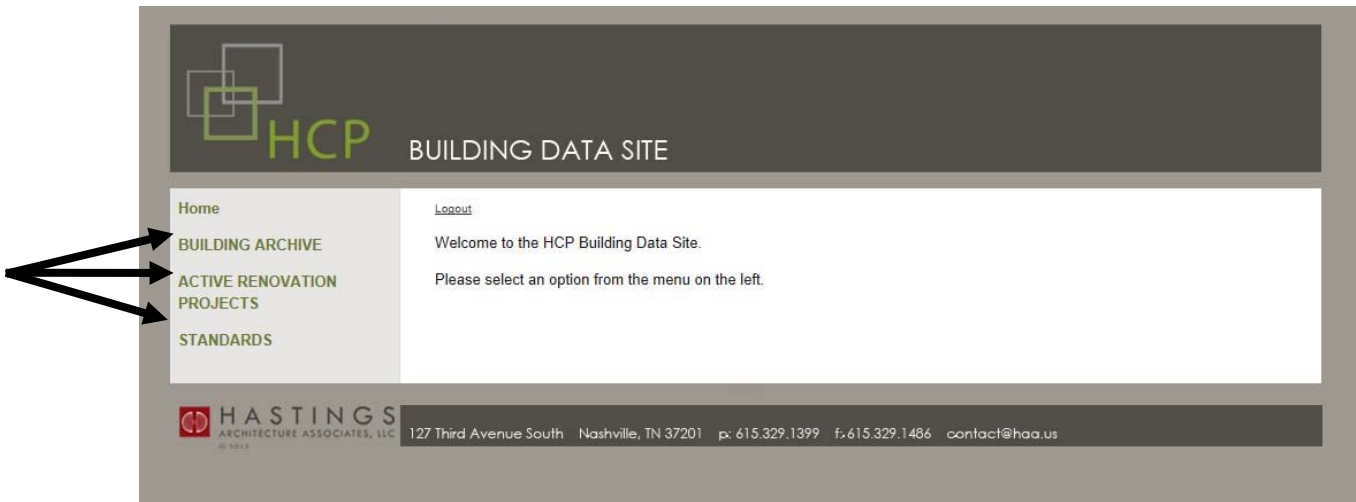 HCP
BUILDING DATA SITE
Home
BUILDING ARCHIVE
ACTIVE RENOVATION
PROJECTS
STANDARDS
Logout
Welcome to the HCP Building Data Site.
Please select an option from the menu on the left.
HASTINGS
ARCHITECTURE ASSOCIATES, LLC
127 Third Avenue South Nashville, TN 37201 p: 615.329.1399 f: 615.329.1486 contact@haa.us